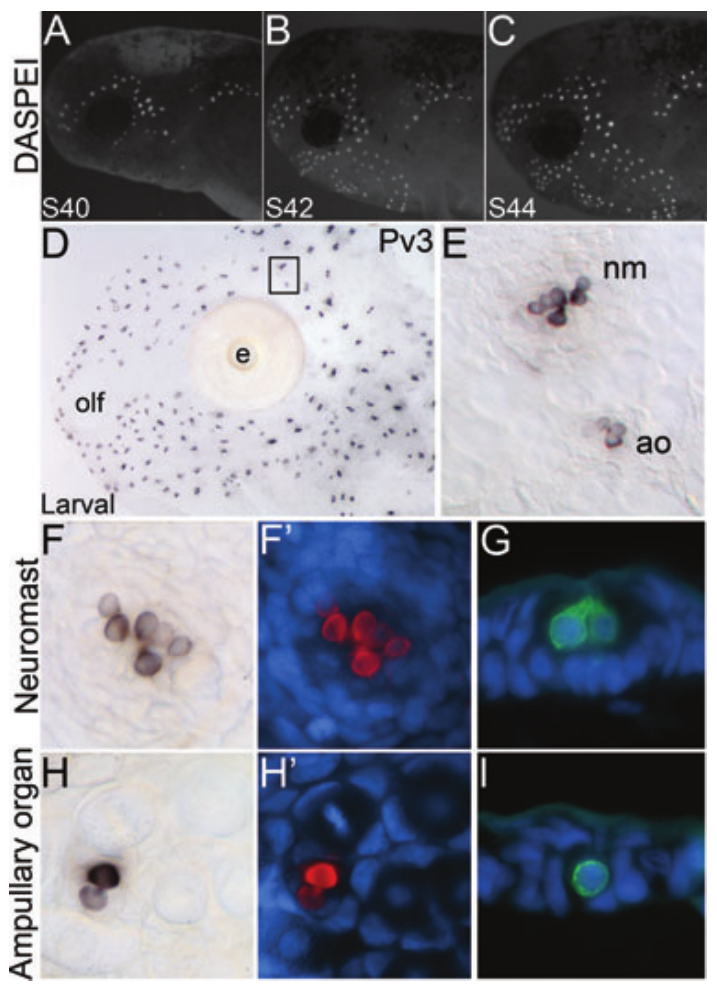 DASPEI
A
B
C
S40
S42
S44
D
Pv3
E
nm
e
olf
ao
Larval
Neuromast
F
F'
G
Ampullary organ
H
H'
I